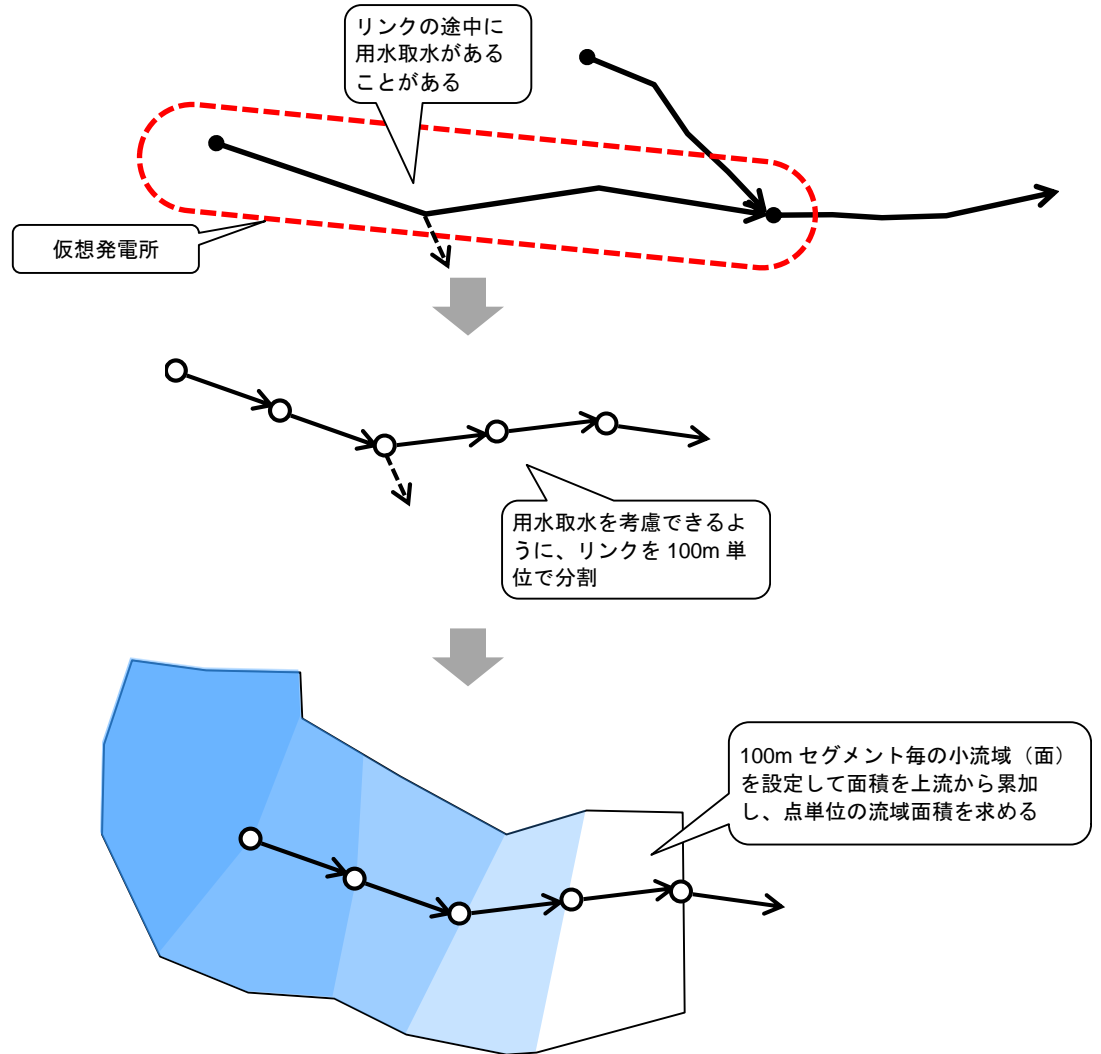 リンクの途中に
用水取水がある
ことがある
仮想発電所
用水取水を考慮できるよ
うに、リンクを 100m 単
位で分割
100m セグメント毎の小流域（面）
を設定して面積を上流から累加
し、点単位の流域面積を求める